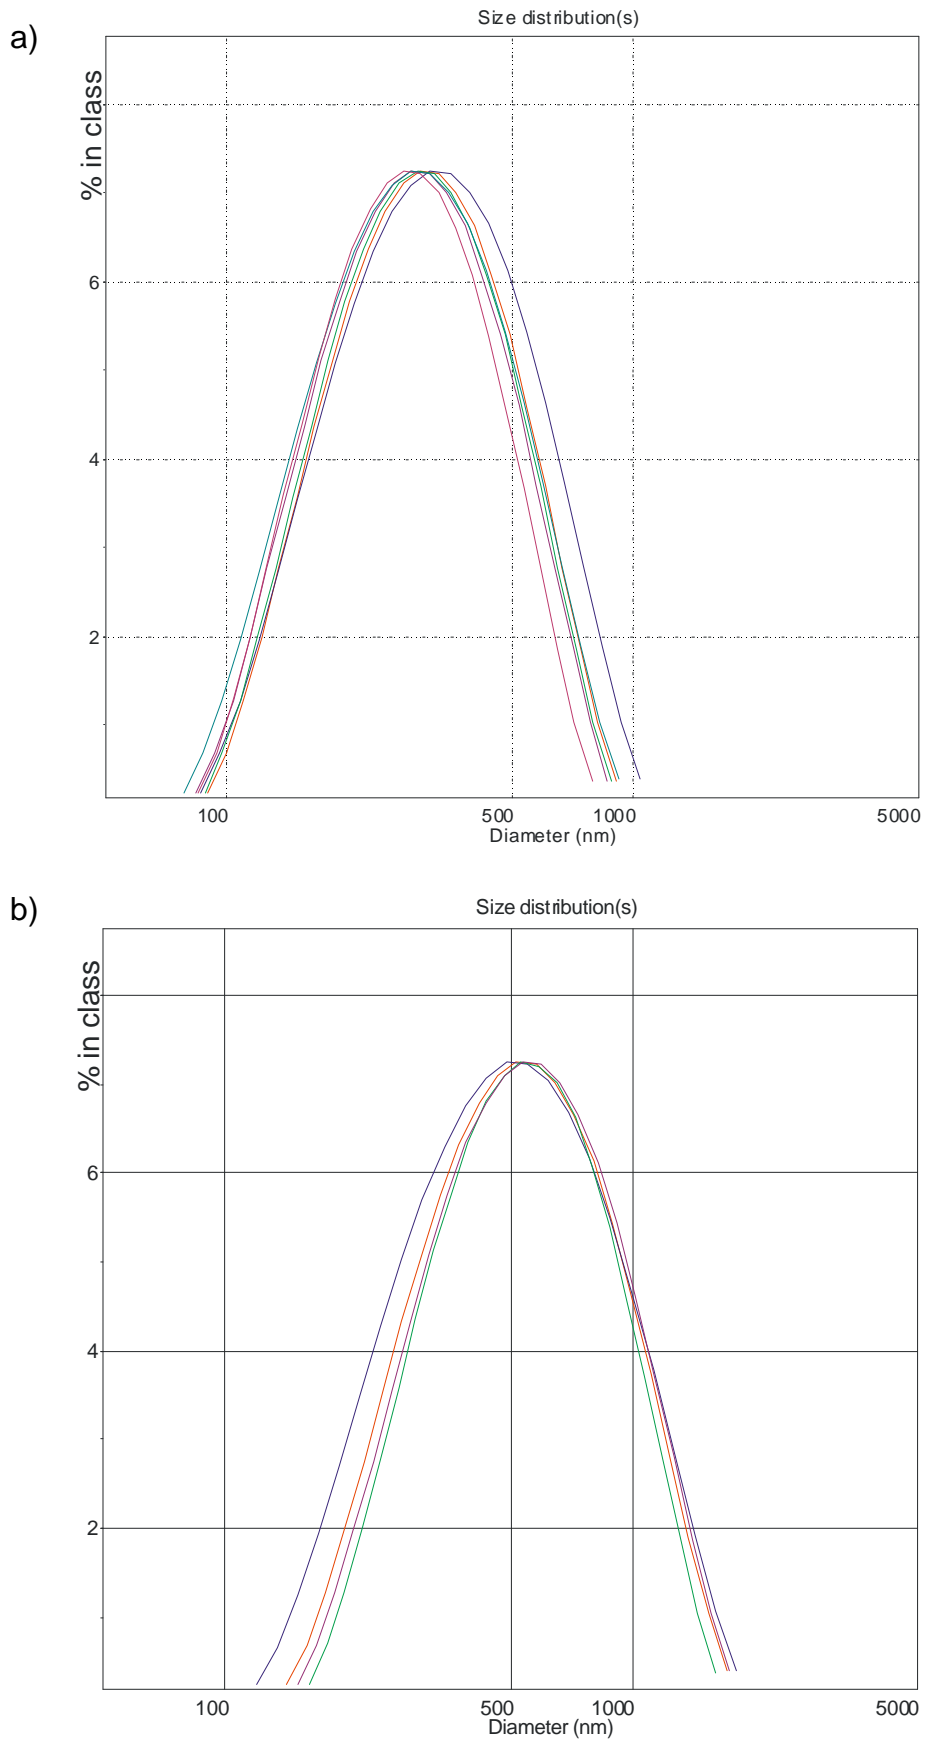 a)
Size distribution(s)
% in class
6
4
2
100 500 1000 5000
Diameter (nm)
b)
Size distribution(s)
% in class
6
4
2
100 500 1000 5000
Diameter (nm)